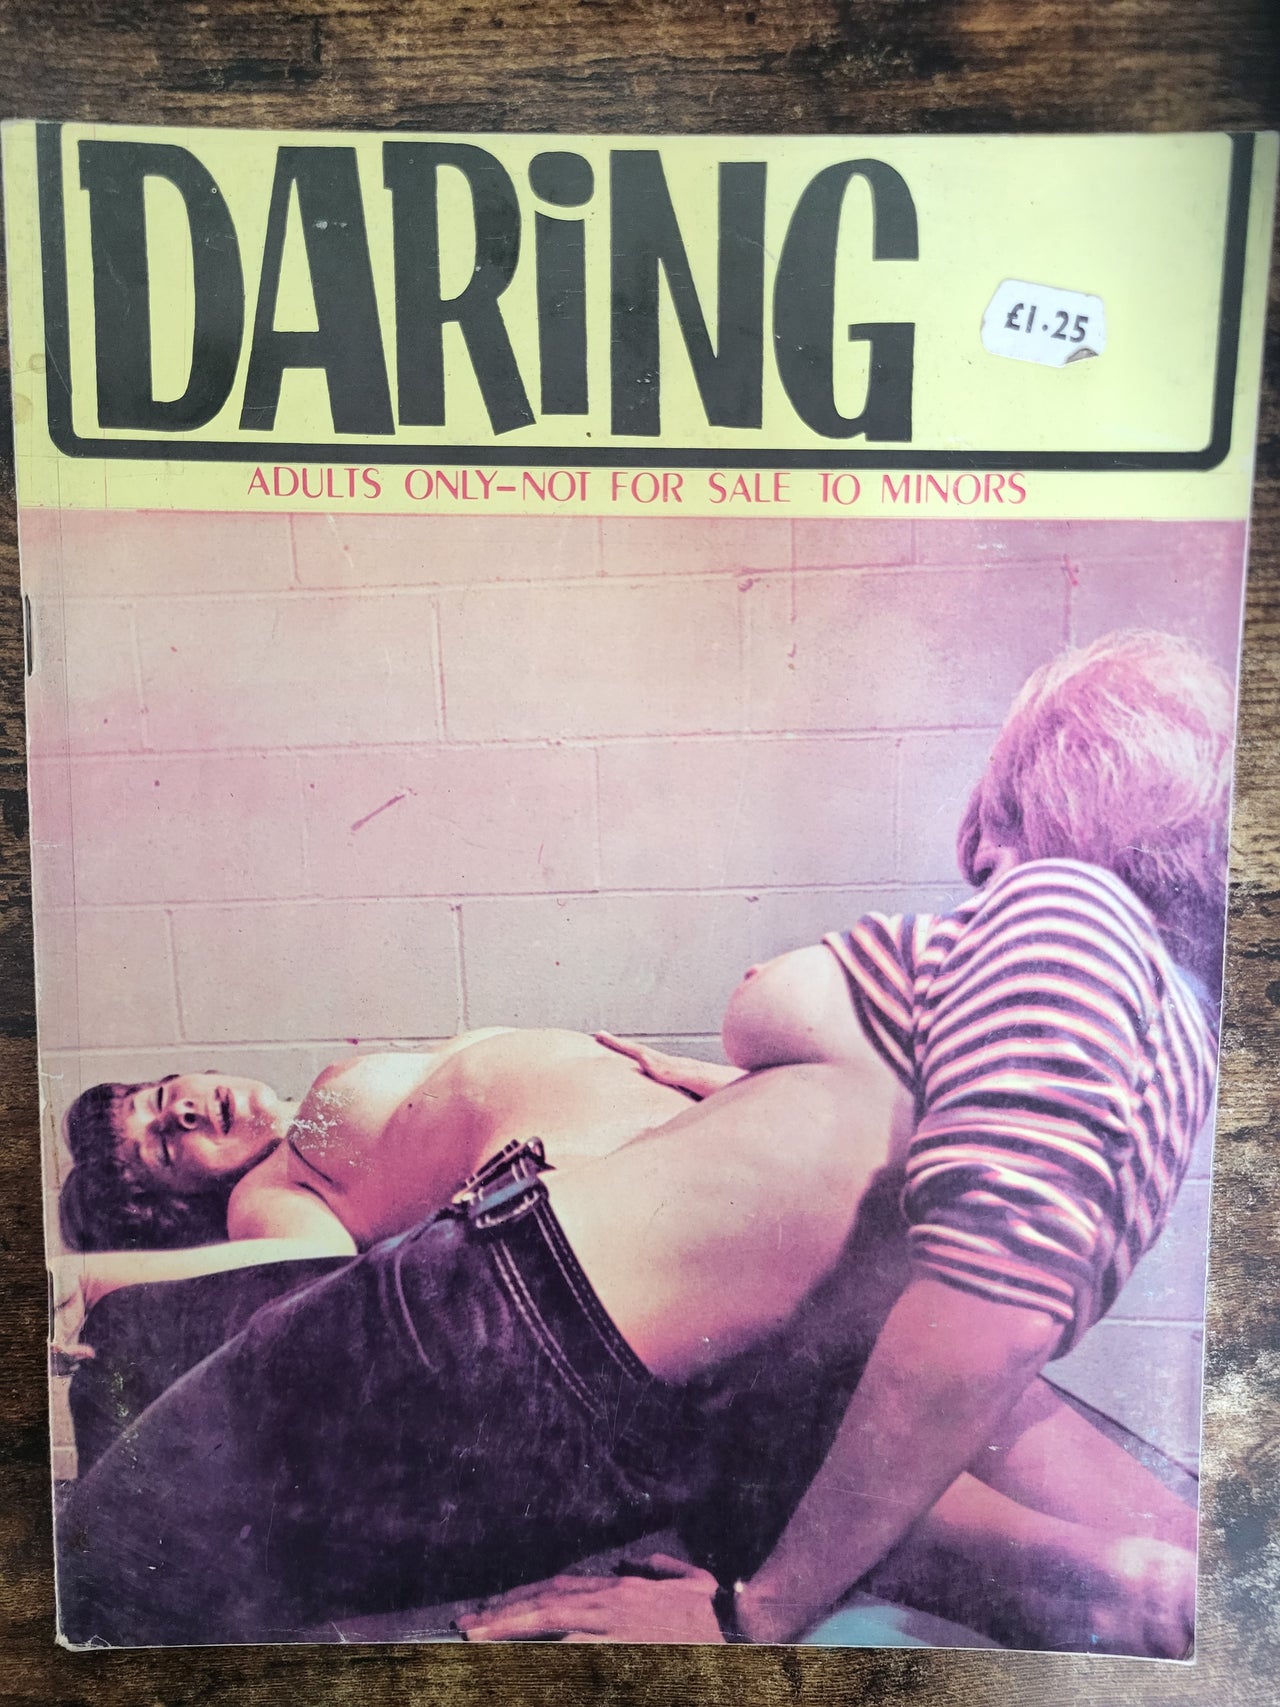 DARiNG
£1.25
ADULTS ONLY-NOT FOR SALE TO MINORS